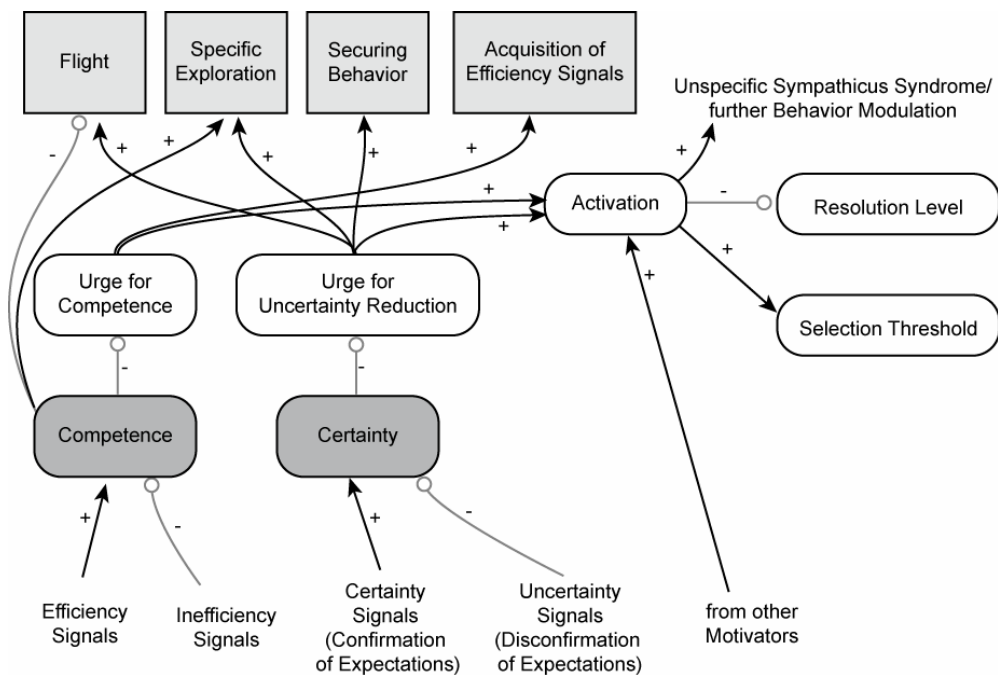 Flight
Specific
Exploration
Securing
Behavior
Acquisition of
Efficiency Signals
Unspecific Sympathicus Syndrome/
further Behavior Modulation
-
+
+
+
+
+
+
+
+
-
+
+
+
Activation
Resolution Level
Selection Threshold
Urge for
Competence
Urge for
Uncertainty Reduction
-
-
Competence
Certainty
+
-
+
-
Efficiency
Signals
Inefficiency
Signals
Certainty
Signals
(Confirmation
of Expectations)
Uncertainty
Signals
(Disconfirmation
of Expectations)
from other
Motivators